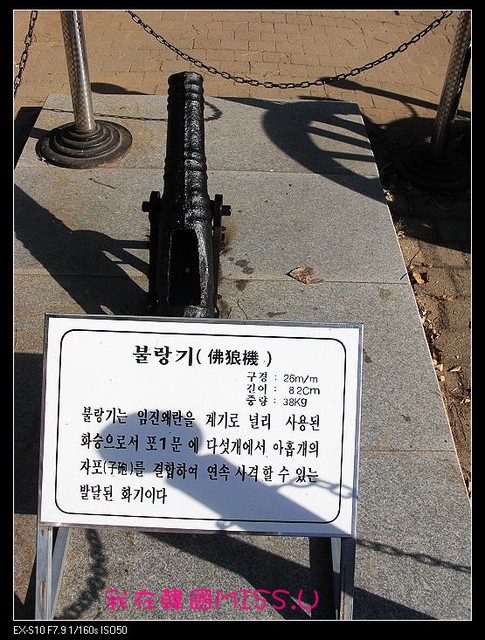 불랑기( 佛狼機 )
구경 : 26m/m
길이 : 82Cm
중량 : 38Kg
불랑기는 임진왜란을 계기로 널리 사용된
화승으로서 포1문에 다섯개에서 아홉개의
자포(子砲)를 결합하여 연속 사격할 수 있는
발달된 화기이다
我在韓國MISS.U
EX-S10 F7.9 1/160s ISO50